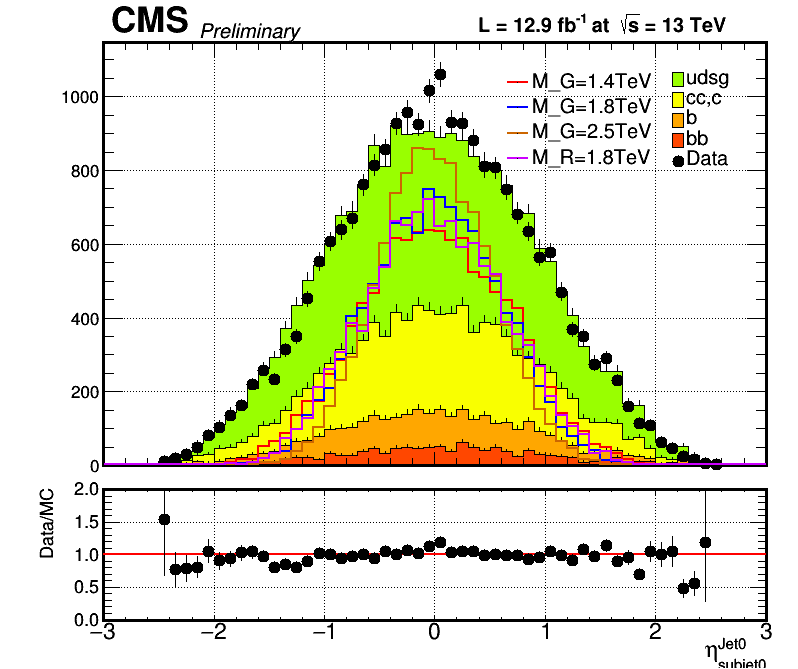 CMS Preliminary L = 12.9 fb⁻¹ at √s = 13 TeV
M_G=1.4TeV
M_G=1.8TeV
M_G=2.5TeV
M_R=1.8TeV
udsg
cc,c
b
bb
Data
1000
800
600
400
200
0
Data/MC
2.0
1.5
1.0
0.5
0.0
−3 −2 −1 0 1 2 3
η^Jet0_subjet0